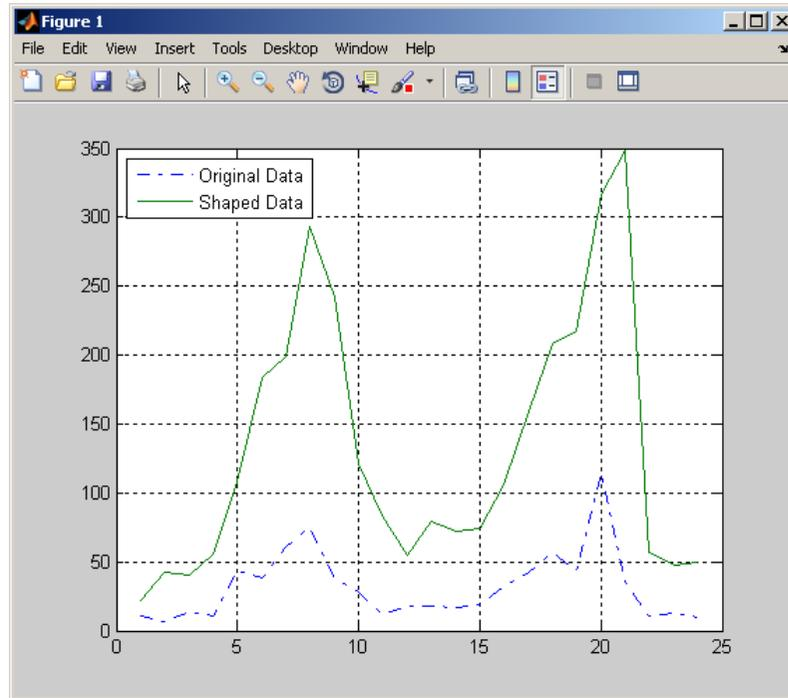 Figure 1
File Edit View Insert Tools Desktop Window Help
350
300
250
200
150
100
50
0
Original Data
Shaped Data
0 5 10 15 20 25